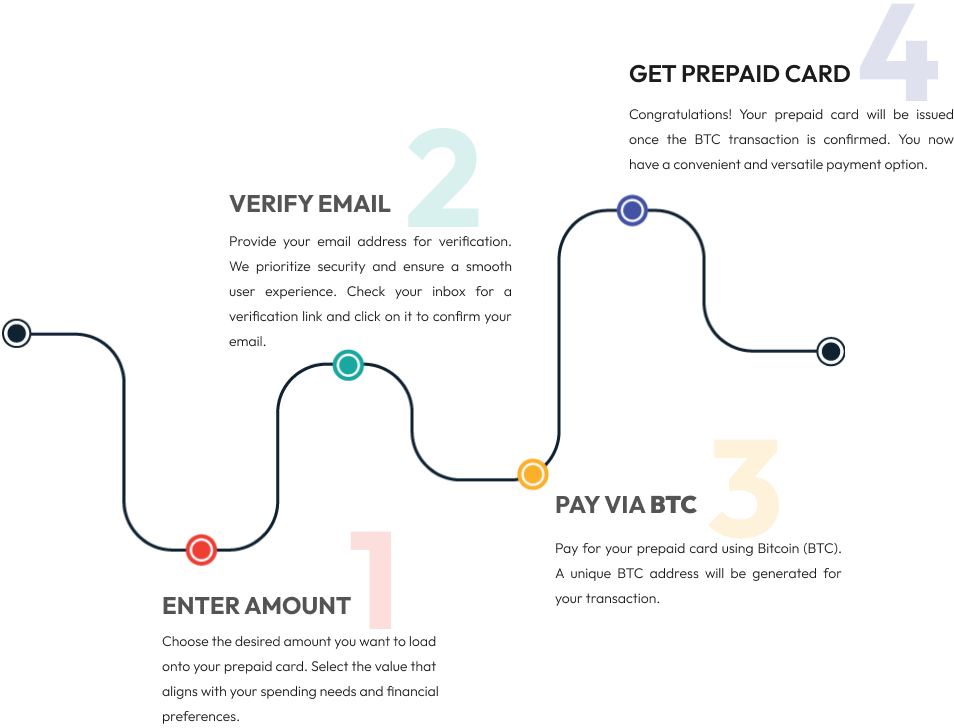 1
ENTER AMOUNT
Choose the desired amount you want to load
onto your prepaid card. Select the value that
aligns with your spending needs and financial
preferences.
2
VERIFY EMAIL
Provide your email address for verification.
We prioritize security and ensure a smooth
user experience. Check your inbox for a
verification link and click on it to confirm your
email.
3
PAY VIA BTC
Pay for your prepaid card using Bitcoin (BTC).
A unique BTC address will be generated for
your transaction.
4
GET PREPAID CARD
Congratulations! Your prepaid card will be issued
once the BTC transaction is confirmed. You now
have a convenient and versatile payment option.